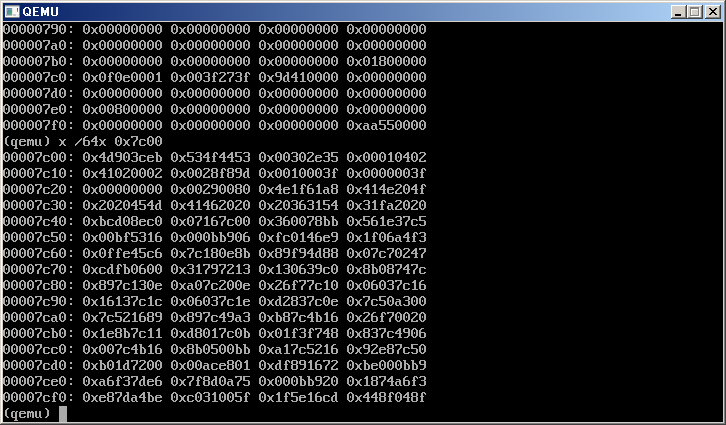 QEMU
00000790: 0x00000000 0x00000000 0x00000000 0x00000000
000007a0: 0x00000000 0x00000000 0x00000000 0x00000000
000007b0: 0x00000000 0x00000000 0x00000000 0x01800000
000007c0: 0x0f0e0001 0x003f273f 0x9d410000 0x00000000
000007d0: 0x00000000 0x00000000 0x00000000 0x00000000
000007e0: 0x00800000 0x00000000 0x00000000 0x00000000
000007f0: 0x00000000 0x00000000 0x00000000 0xaa550000
(qemu) x /64x 0x7c00
00007c00: 0x4d903ceb 0x534f4453 0x00302e35 0x00010402
00007c10: 0x41020002 0x0028f89d 0x0010003f 0x0000003f
00007c20: 0x00000000 0x00290080 0x4e1f61a8 0x414e204f
00007c30: 0x2020454d 0x41462020 0x20363154 0x31fa2020
00007c40: 0xbcd08ec0 0x07167c00 0x360078bb 0x561e37c5
00007c50: 0x00bf5316 0x000bb906 0xfc0146e9 0x1f06a4f3
00007c60: 0x0ffe45c6 0x7c180e8b 0x89f94d88 0x07c70247
00007c70: 0xcdfb0600 0x31797213 0x130639c0 0x8b08747c
00007c80: 0x897c130e 0xa07c200e 0x26f77c10 0x06037c16
00007c90: 0x16137c1c 0x06037c1e 0xd2837c0e 0x7c50a300
00007ca0: 0x7c521689 0x897c49a3 0xb87c4b16 0x26f70020
00007cb0: 0x1e8b7c11 0xd8017c0b 0x01f3f748 0x837c4906
00007cc0: 0x007c4b16 0x8b0500bb 0xa17c5216 0x92e87c50
00007cd0: 0xb01d7200 0x00ace801 0xdf891672 0xbe000bb9
00007ce0: 0xa6f37de6 0x7f8d0a75 0x000bb920 0x1874a6f3
00007cf0: 0xe87da4be 0xc031005f 0x1f5e16cd 0x448f048f
(qemu)